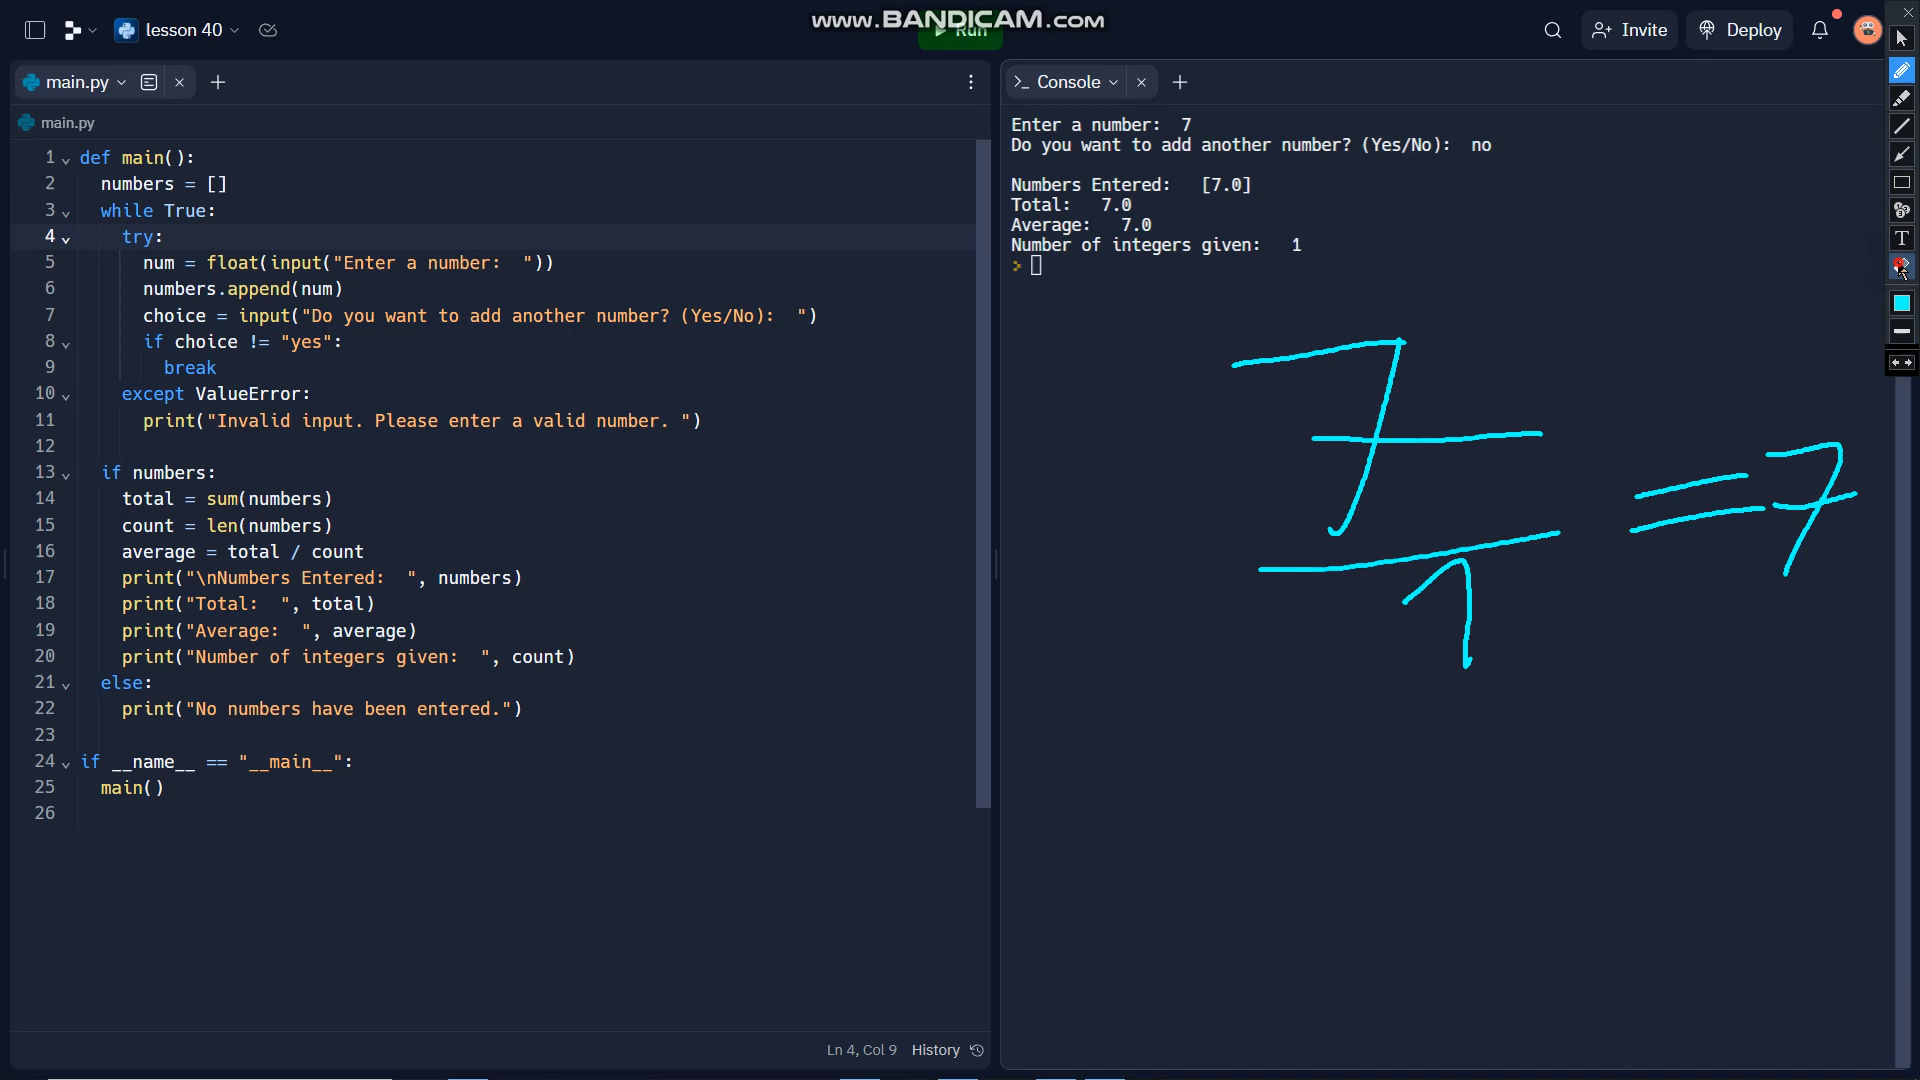 www.BANDICAM.com
lesson 40
Run
Invite
Deploy
main.py
Console
main.py
1 def main():
2 numbers = []
3 while True:
4 try:
5 num = float(input("Enter a number:  "))
6 numbers.append(num)
7 choice = input("Do you want to add another number? (Yes/No):  ")
8 if choice != "yes":
9 break
10 except ValueError:
11 print("Invalid input. Please enter a valid number. ")
12
13 if numbers:
14 total = sum(numbers)
15 count = len(numbers)
16 average = total / count
17 print("\nNumbers Entered:  ", numbers)
18 print("Total:  ", total)
19 print("Average:  ", average)
20 print("Number of integers given:  ", count)
21 else:
22 print("No numbers have been entered.")
23
24 if __name__ == "__main__":
25 main()
26
Ln 4, Col 9 History
Enter a number:  7
Do you want to add another number? (Yes/No):  no
Numbers Entered:   [7.0]
Total:   7.0
Average:   7.0
Number of integers given:   1
>
7
= 7
1
T